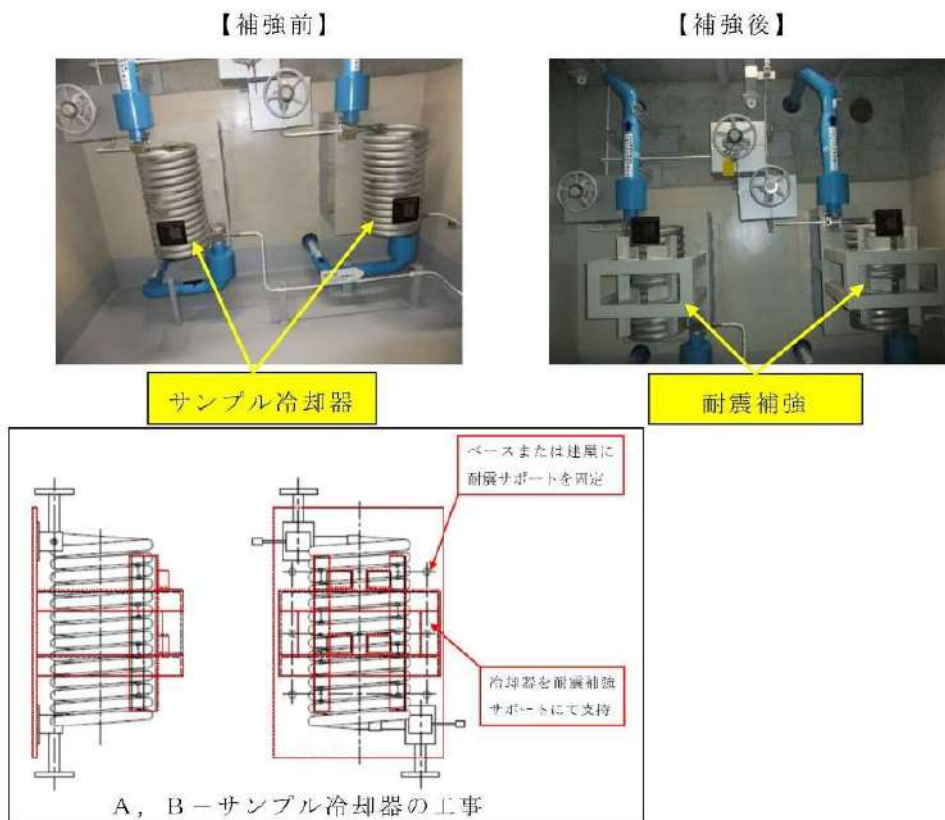 【補強前】
【補強後】
サンプル冷却器
耐震補強
ベースまたは建屋に
耐震サポートを固定
冷却器を耐震補強
サポートにて支持
A，B－サンプル冷却器の工事